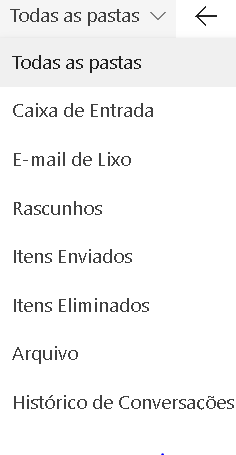 Todas as pastas
Todas as pastas
Caixa de Entrada
E-mail de Lixo
Rascunhos
Itens Enviados
Itens Eliminados
Arquivo
Histórico de Conversações